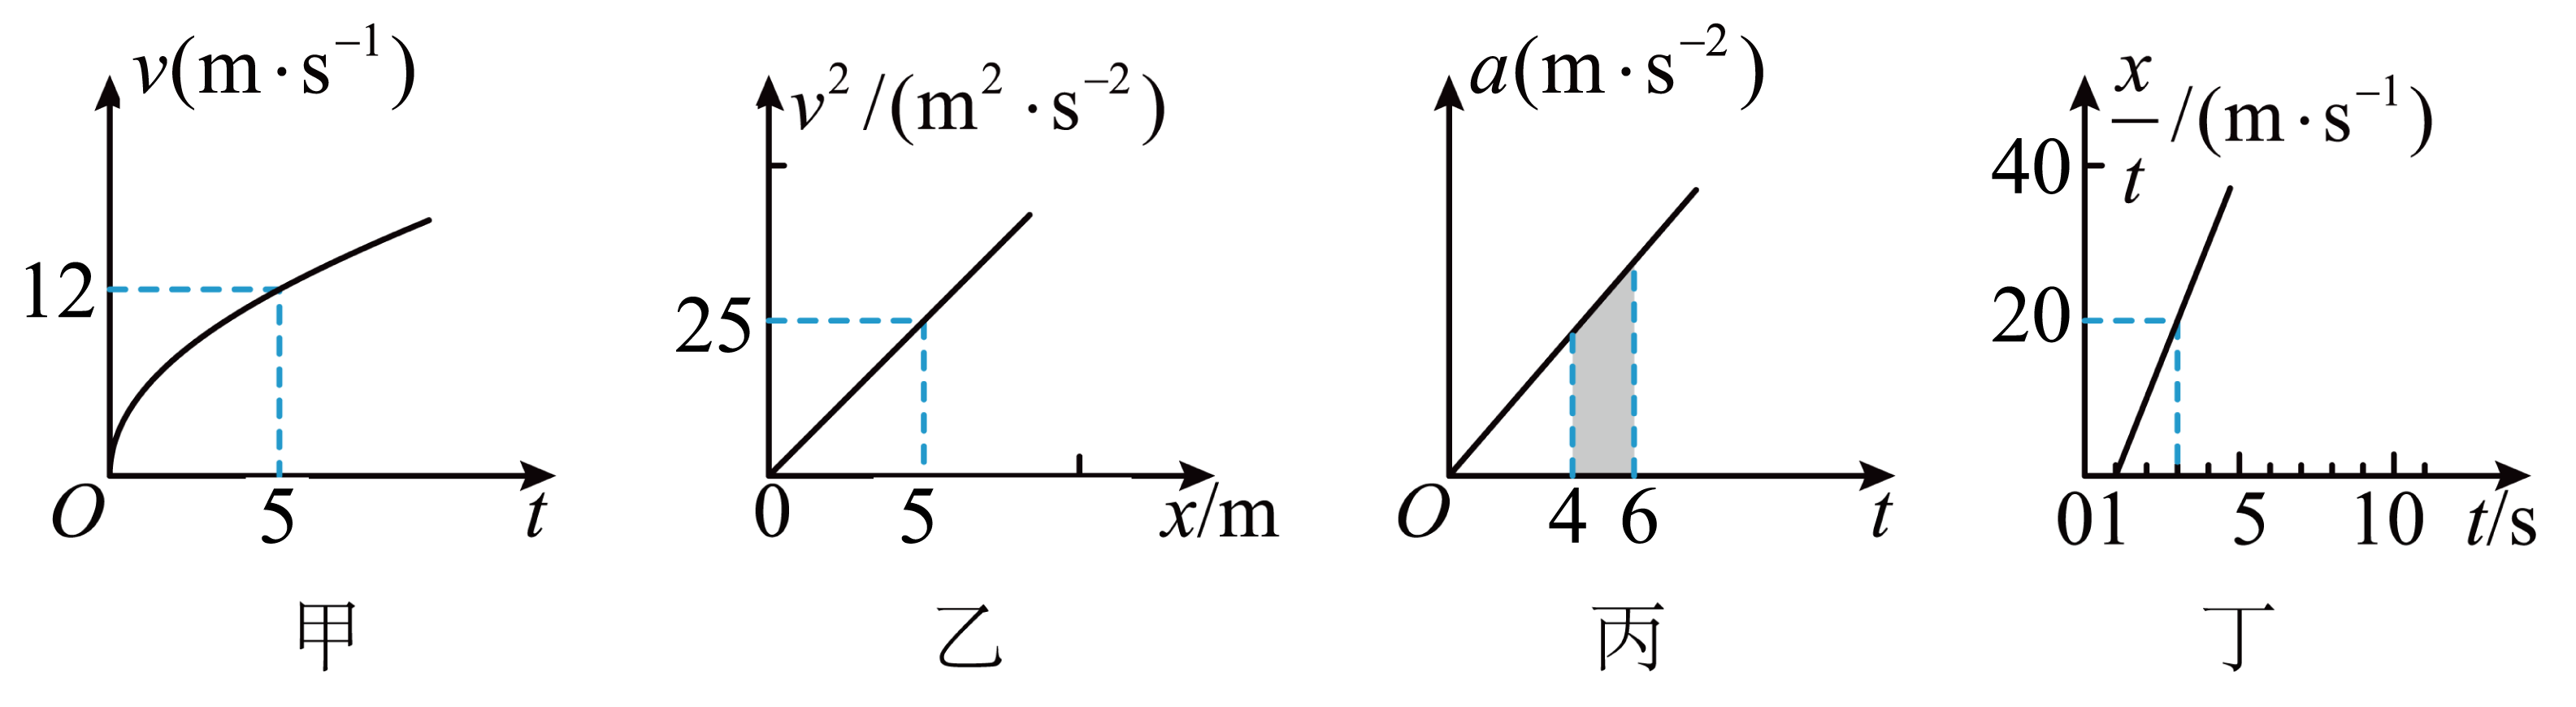 v(m·s⁻¹)
12
O
5
t
甲
v²/(m²·s⁻²)
25
0
5
x/m
乙
a(m·s⁻²)
O
4
6
t
丙
x/t /(m·s⁻¹)
40
20
0
1
5
10
t/s
丁